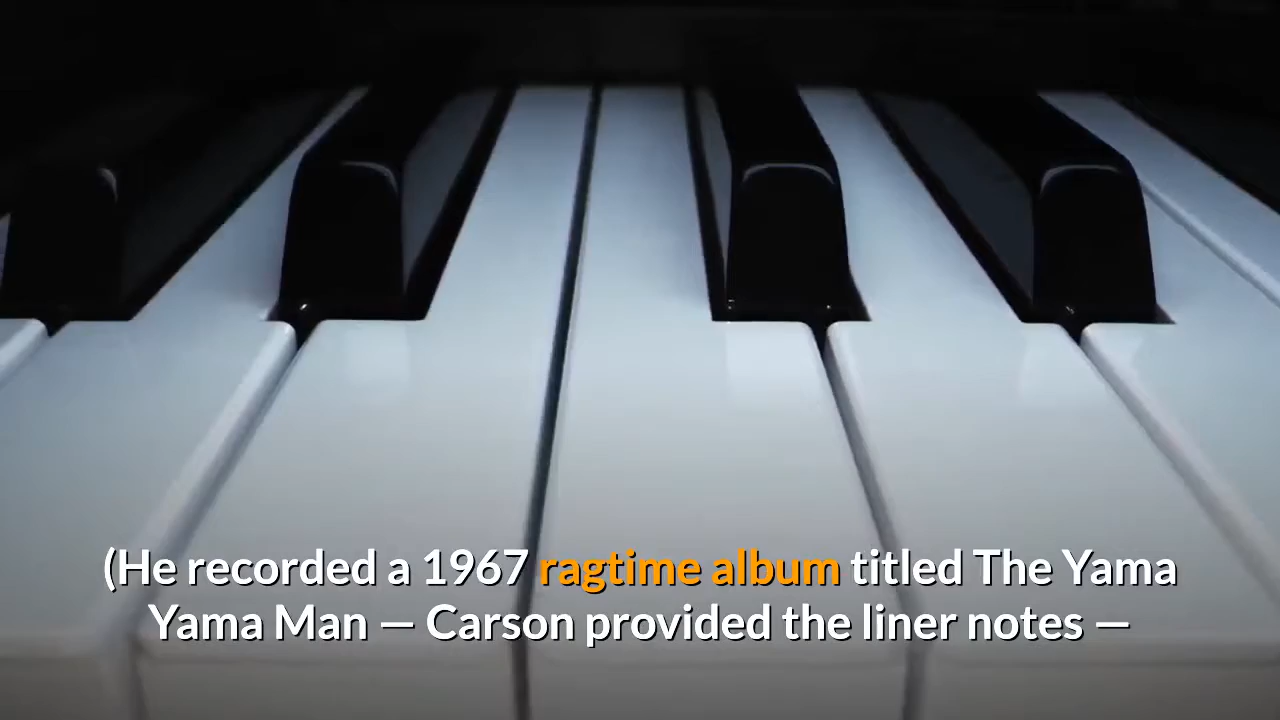 (He recorded a 1967 ragtime album titled The Yama
Yama Man — Carson provided the liner notes —